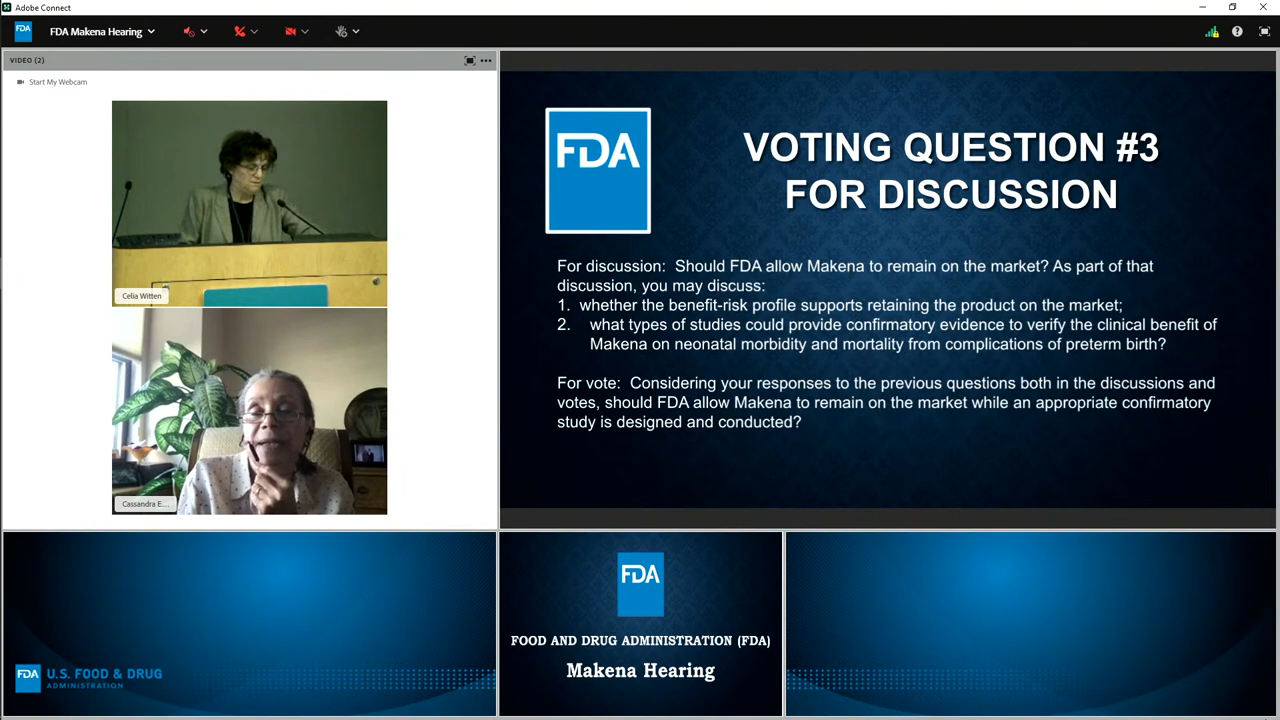 Adobe Connect
FDA
FDA Makena Hearing
VIDEO (2)
Start My Webcam
Celia Witten
Cassandra E...
FDA
VOTING QUESTION #3
FOR DISCUSSION
For discussion: Should FDA allow Makena to remain on the market? As part of that
discussion, you may discuss:
1. whether the benefit-risk profile supports retaining the product on the market;
2. what types of studies could provide confirmatory evidence to verify the clinical benefit of
Makena on neonatal morbidity and mortality from complications of preterm birth?
For vote: Considering your responses to the previous questions both in the discussions and
votes, should FDA allow Makena to remain on the market while an appropriate confirmatory
study is designed and conducted?
FDA
U.S. FOOD & DRUG
ADMINISTRATION
FDA
FOOD AND DRUG ADMINISTRATION (FDA)
Makena Hearing